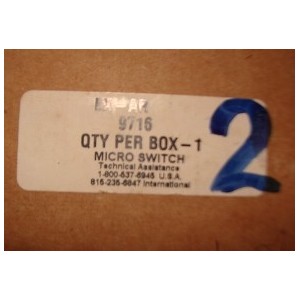 9716
QTY PER BOX-1
MICRO SWITCH
Technical Assistance
1-800-537-6945 U.S.A.
815-235-6847 International
2